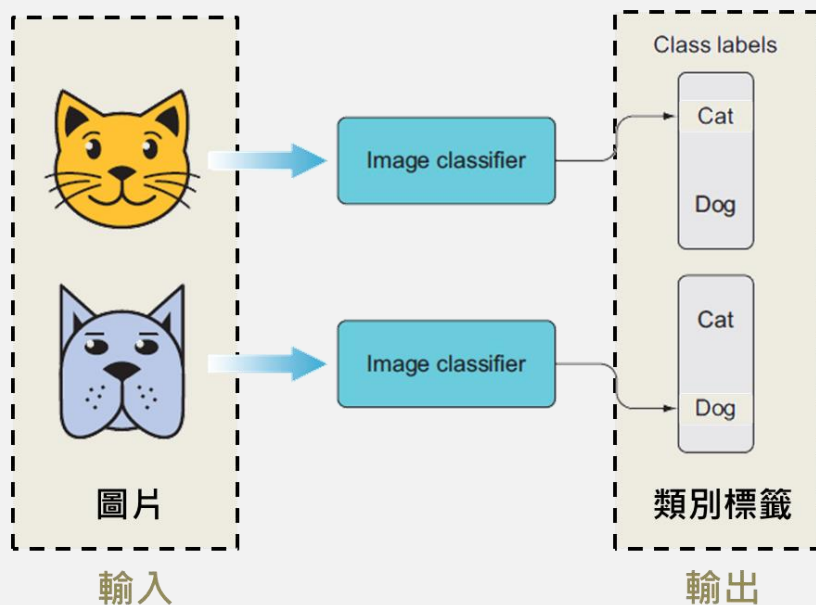 Class labels
Image classifier
Cat
Dog
Image classifier
Cat
Dog
圖片
類別標籤
輸入
輸出